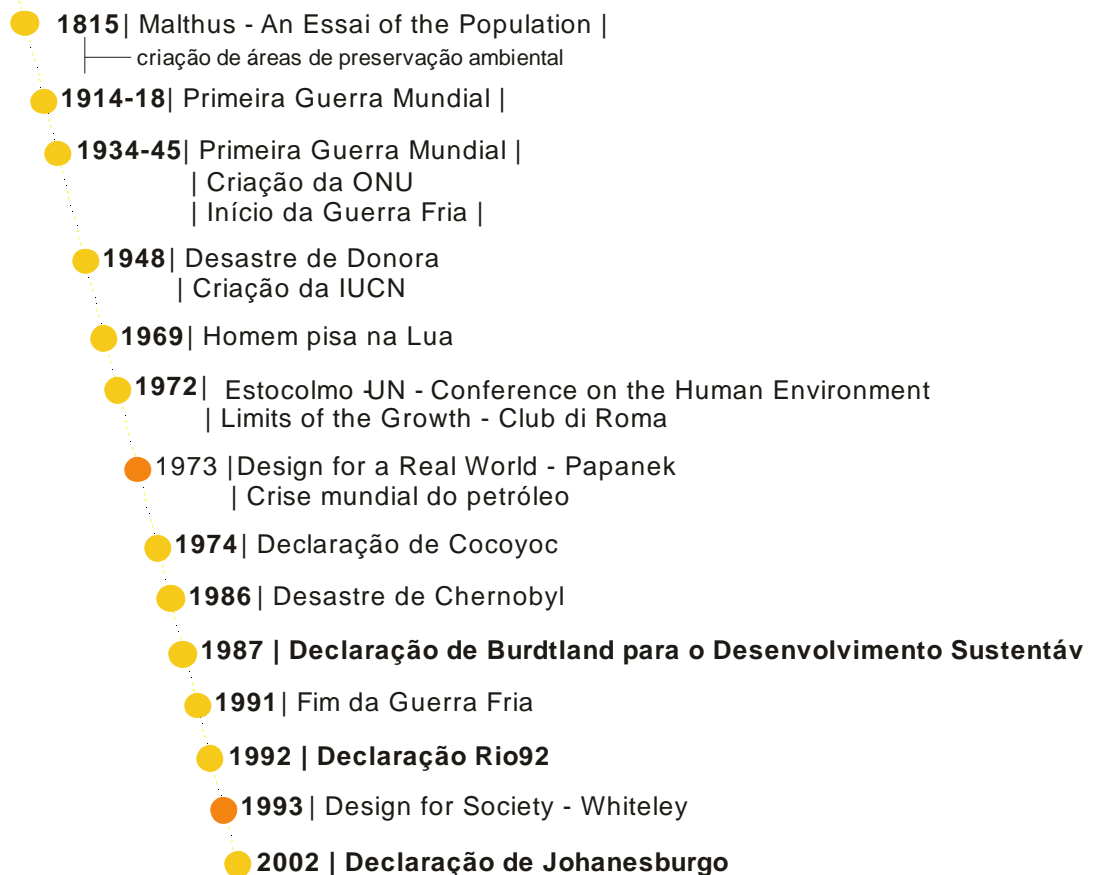 1815| Malthus - An Essai of the Population |
criação de áreas de preservação ambiental
1914-18| Primeira Guerra Mundial |
1934-45| Primeira Guerra Mundial |
| Criação da ONU
| Início da Guerra Fria |
1948| Desastre de Donora
| Criação da IUCN
1969| Homem pisa na Lua
1972| Estocolmo -UN - Conference on the Human Environment
| Limits of the Growth - Club di Roma
1973 |Design for a Real World - Papanek
| Crise mundial do petróleo
1974| Declaração de Cocoyoc
1986| Desastre de Chernobyl
1987 | Declaração de Burdtland para o Desenvolvimento Sustentáv
1991| Fim da Guerra Fria
1992 | Declaração Rio92
1993| Design for Society - Whiteley
2002 | Declaração de Johanesburgo